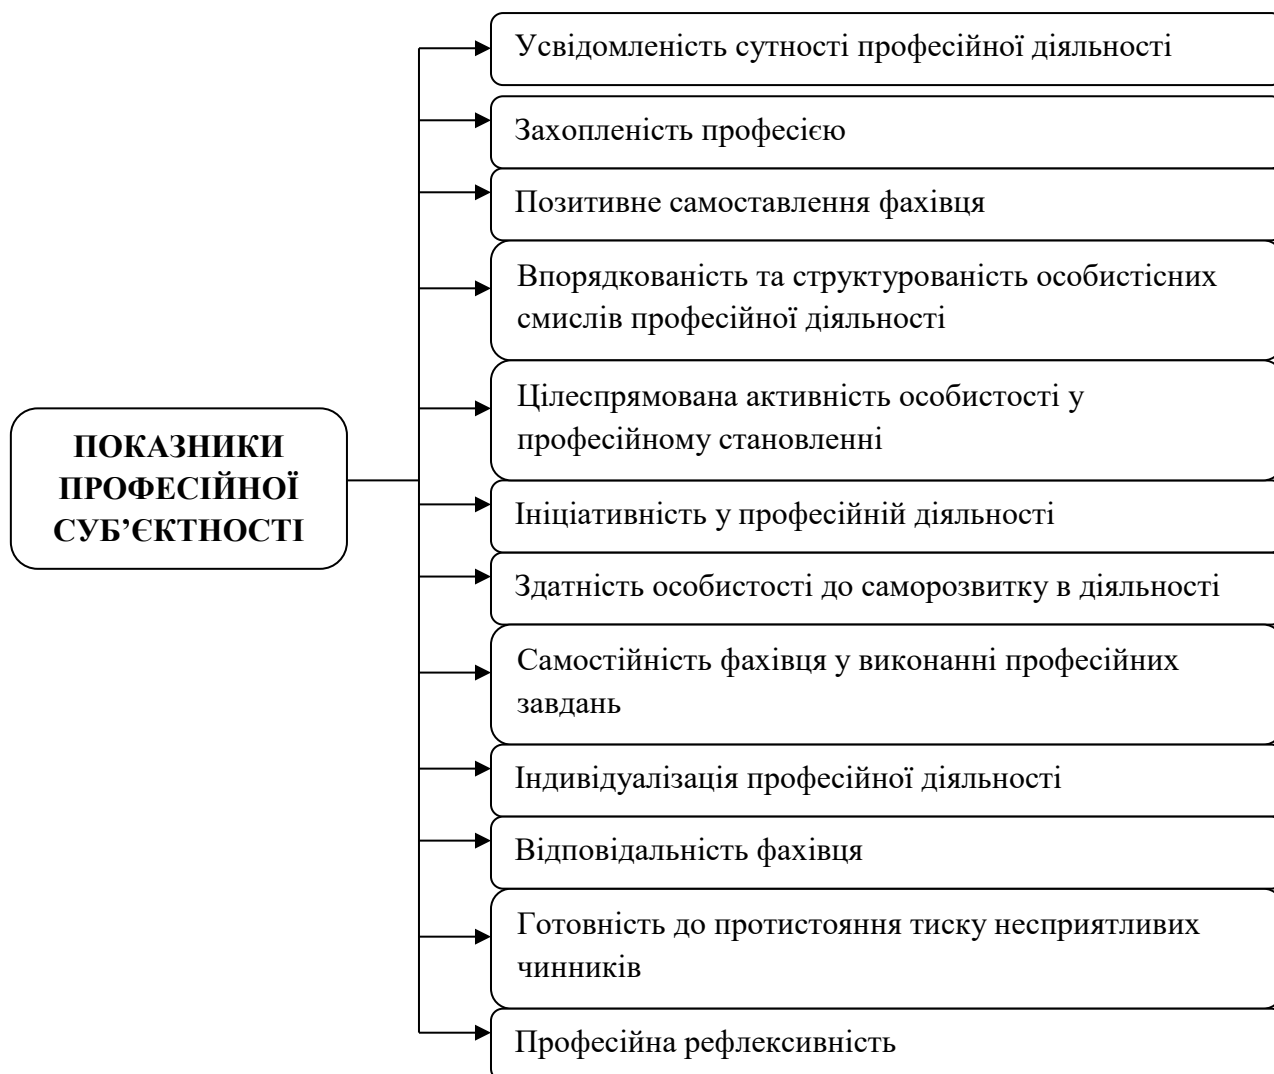 Усвідомленість сутності професійної діяльності
Захопленість професією
Позитивне самоставлення фахівця
Впорядкованість та структурованість особистісних
смислів професійної діяльності
Цілеспрямована активність особистості у
професійному становленні
ПОКАЗНИКИ
ПРОФЕСІЙНОЇ
СУБ’ЄКТНОСТІ
Ініціативність у професійній діяльності
Здатність особистості до саморозвитку в діяльності
Самостійність фахівця у виконанні професійних
завдань
Індивідуалізація професійної діяльності
Відповідальність фахівця
Готовність до протистояння тиску несприятливих
чинників
Професійна рефлексивність